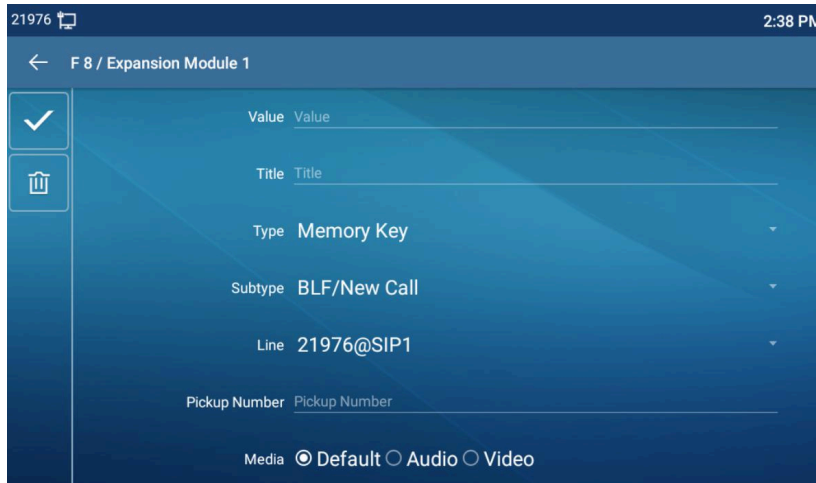 21976 2:38 PM
F 8 / Expansion Module 1
Value Value
Title Title
Type Memory Key
Subtype BLF/New Call
Line 21976@SIP1
Pickup Number Pickup Number
Media Default Audio Video